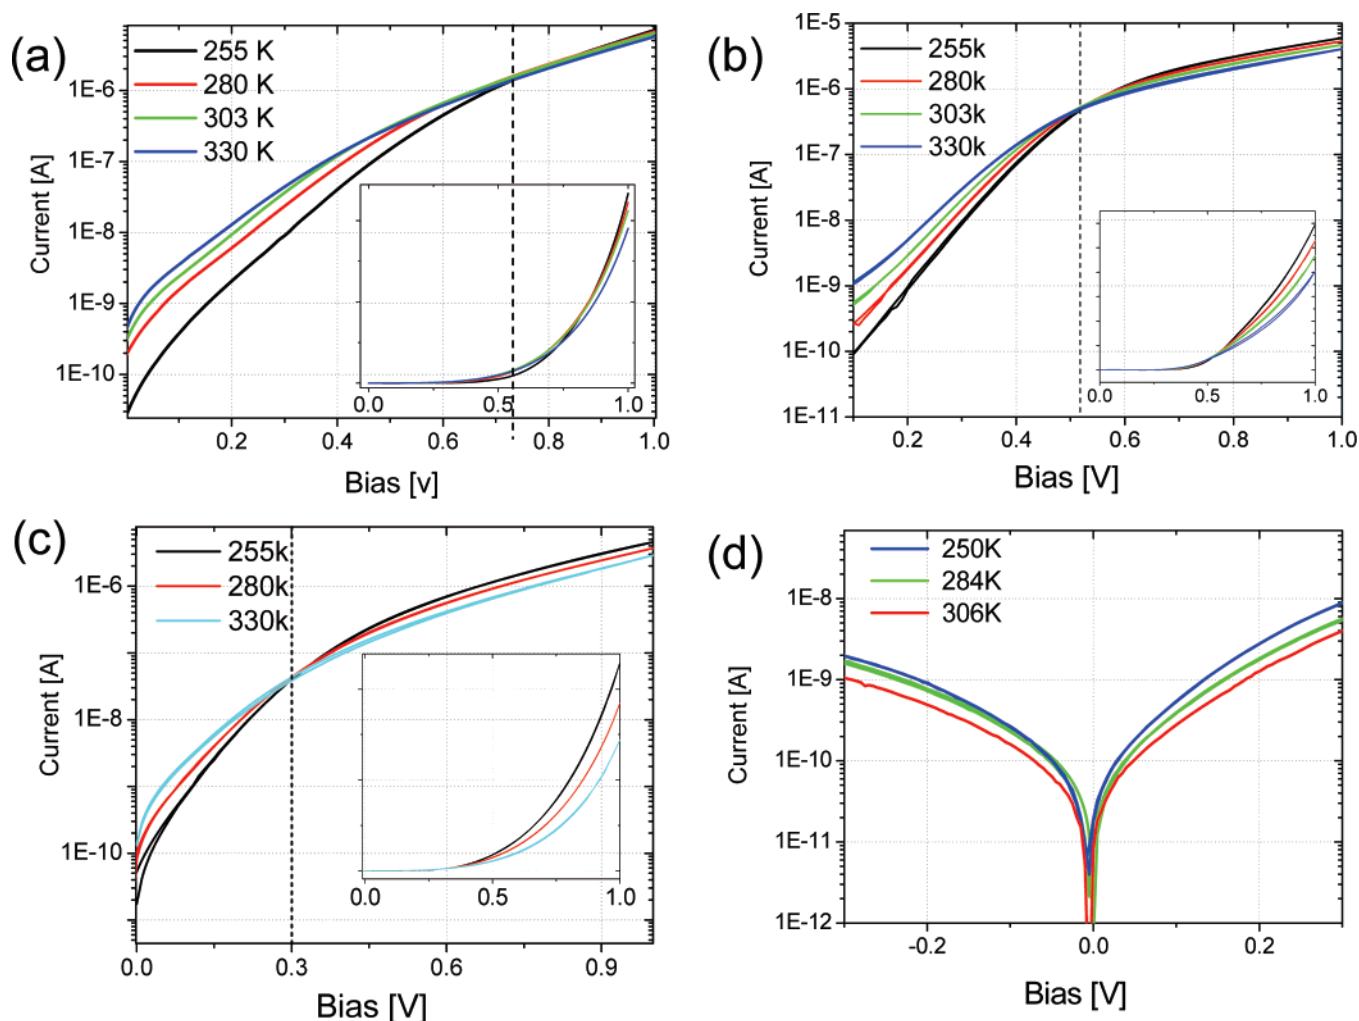 (a)
255 K
280 K
303 K
330 K
1E-6
1E-7
1E-8
1E-9
1E-10
Current [A]
0.0 0.5 1.0
0.2 0.4 0.6 0.8 1.0
Bias [v]
(b)
255k
280k
303k
330k
1E-5
1E-6
1E-7
1E-8
1E-9
1E-10
1E-11
Current [A]
0.0 0.5 1.0
0.2 0.4 0.6 0.8 1.0
Bias [V]
(c)
255k
280k
330k
1E-6
1E-8
1E-10
Current [A]
0.0 0.5 1.0
0.0 0.3 0.6 0.9
Bias [V]
(d)
250K
284K
306K
1E-8
1E-9
1E-10
1E-11
1E-12
Current [A]
-0.2 0.0 0.2
Bias [V]